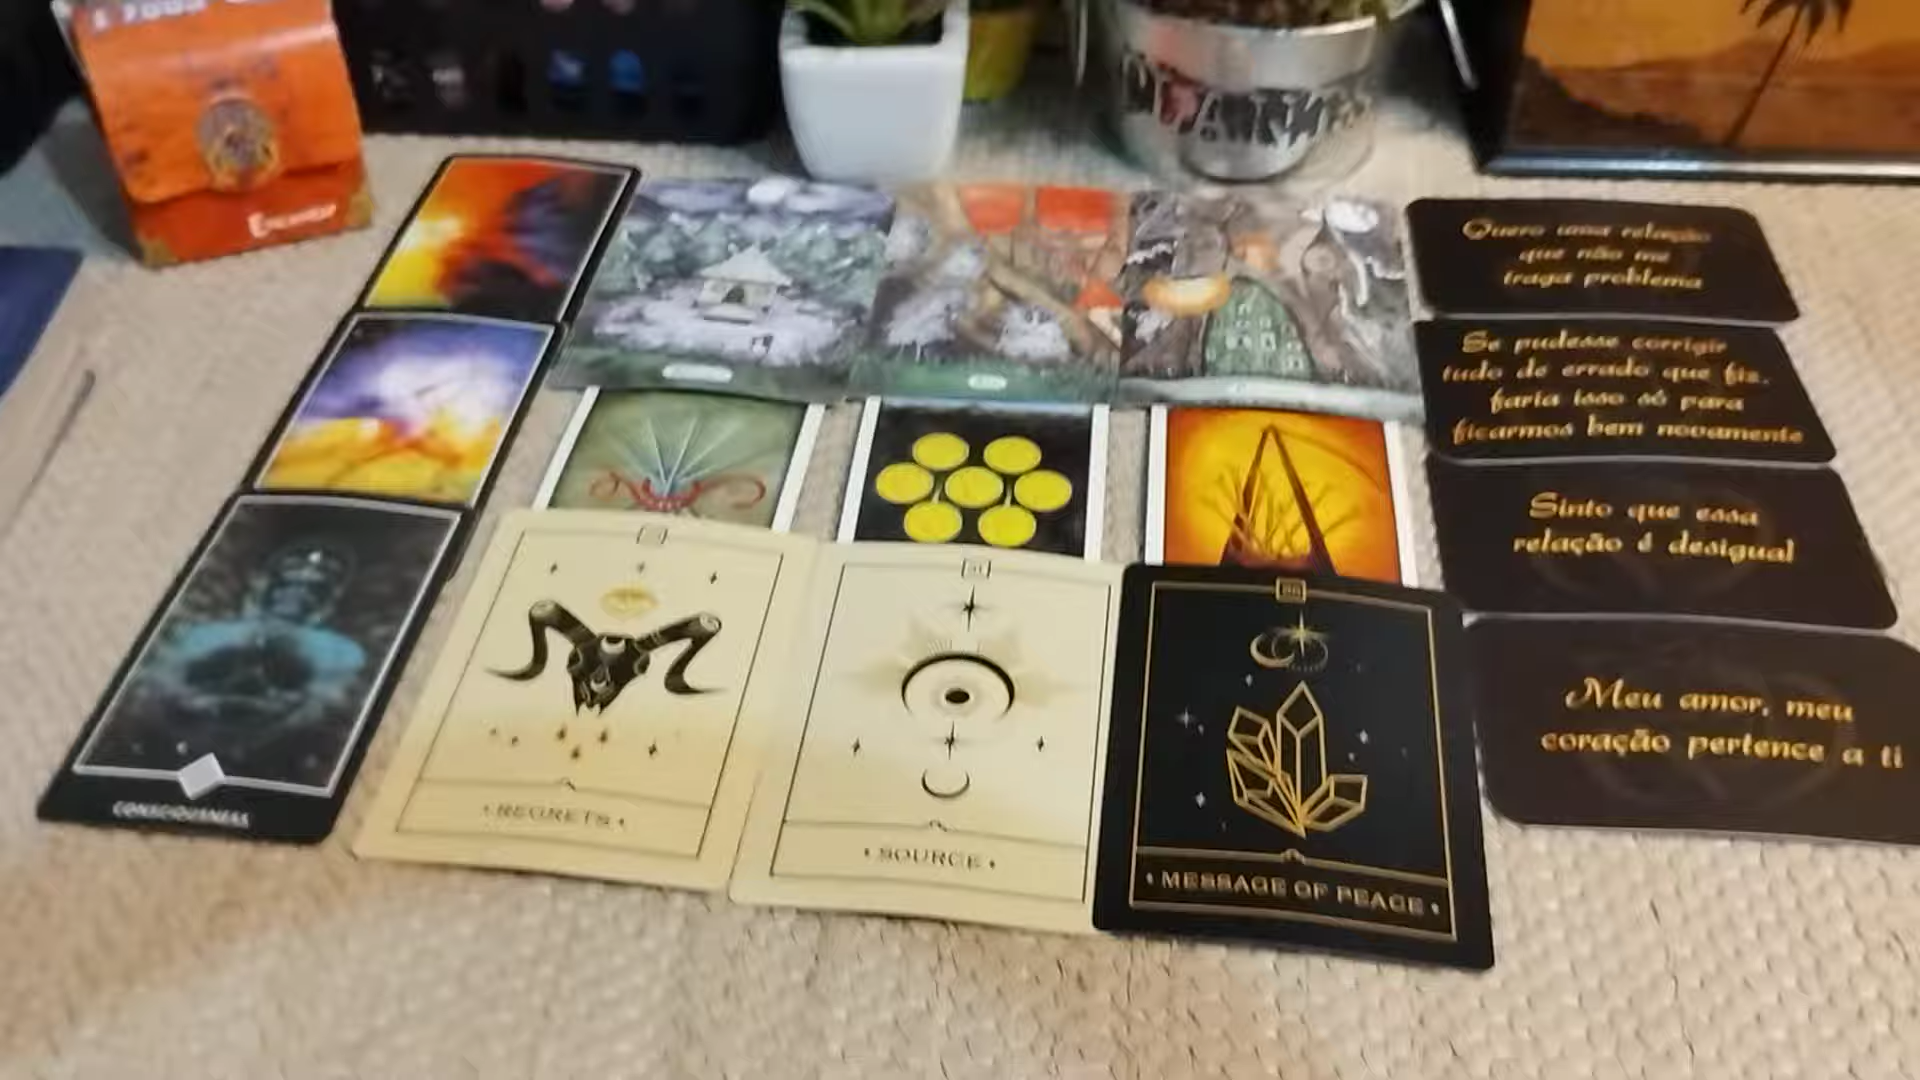 Quero uma relação
que não me
traga problema
Se pudesse corrigir
tudo de errado que fiz,
faria isso só para
ficarmos bem novamente
Sinto que essa
relação é desigual
Meu amor, meu
coração pertence a ti
CONSCIOUSNESS
REGRETS
SOURCE
MESSAGE OF PEACE